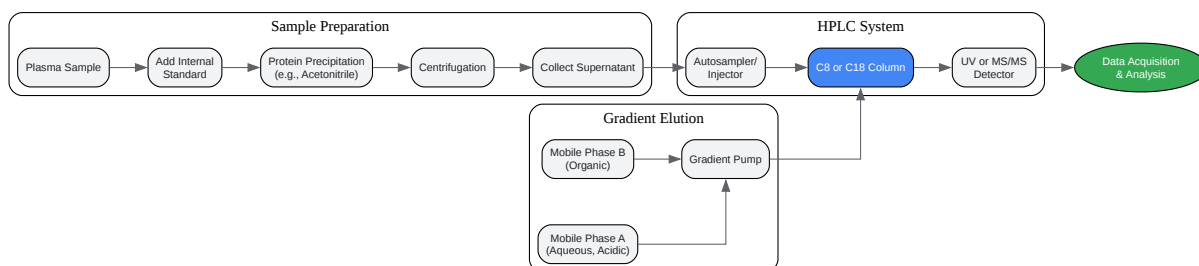 Sample Preparation
Plasma Sample
Add Internal
Standard
Protein Precipitation
(e.g., Acetonitrile)
Centrifugation
Collect Supernatant
HPLC System
Autosampler/
Injector
C8 or C18 Column
UV or MS/MS
Detector
Data Acquisition
& Analysis
Gradient Elution
Mobile Phase B
(Organic)
Gradient Pump
Mobile Phase A
(Aqueous, Acidic)